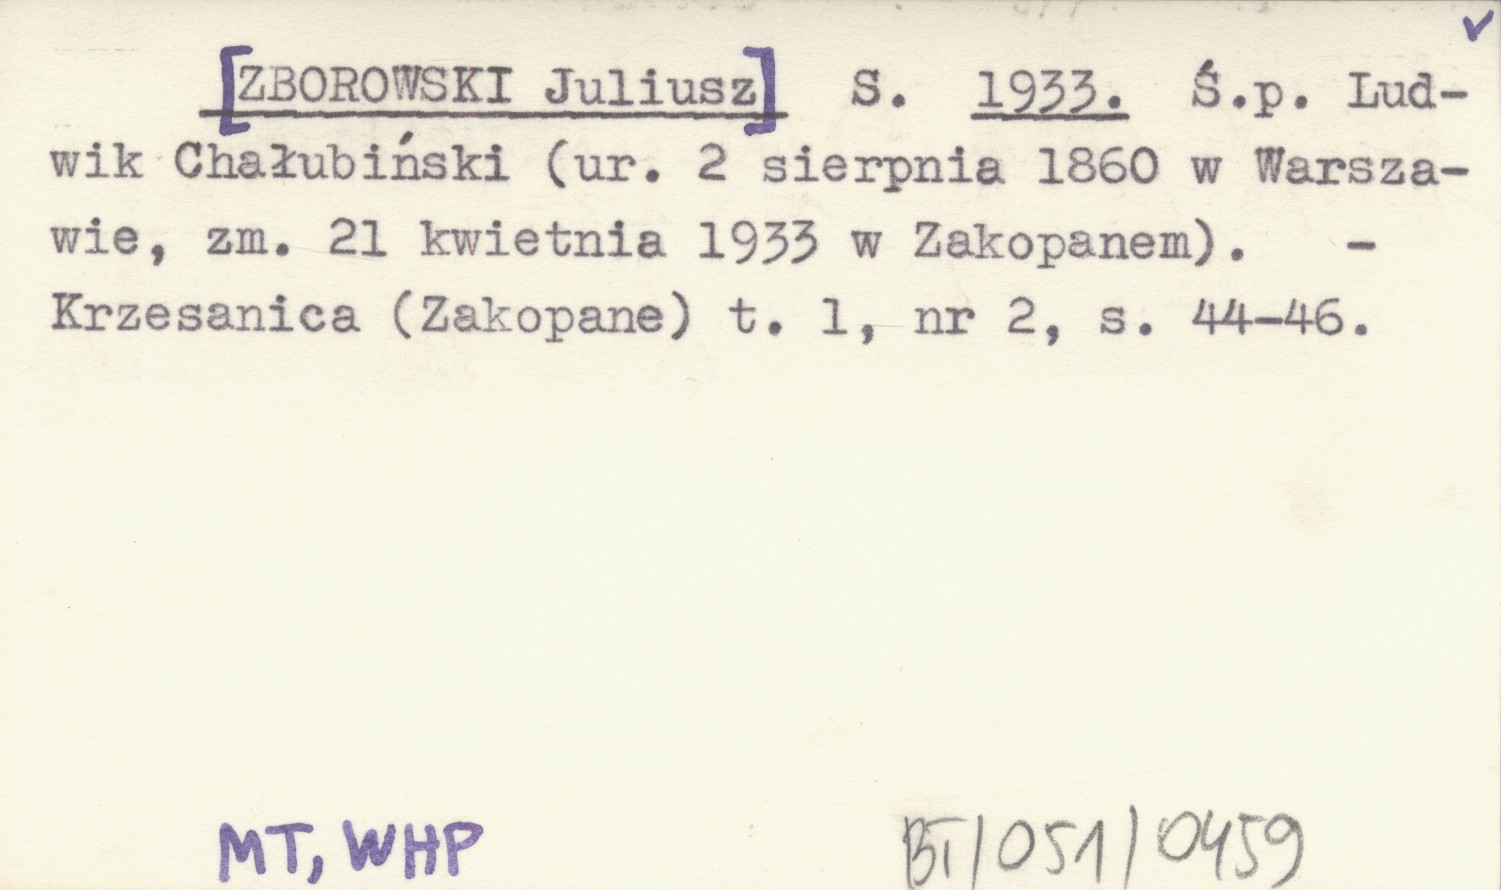 [ZBOROWSKI Juliusz] S. 1933. Ś.p. Lud-
wik Chałubiński (ur. 2 sierpnia 1860 w Warsza-
wie, zm. 21 kwietnia 1933 w Zakopanem). -
Krzesanica (Zakopane) t. 1, nr 2, s. 44-46.
MT, WHP
BT/051/0459